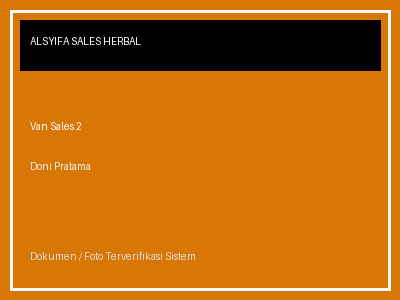 ALSYIFA SALES HERBAL
Van Sales 2
Doni Pratama
Dokumen / Foto Terverifikasi Sistem